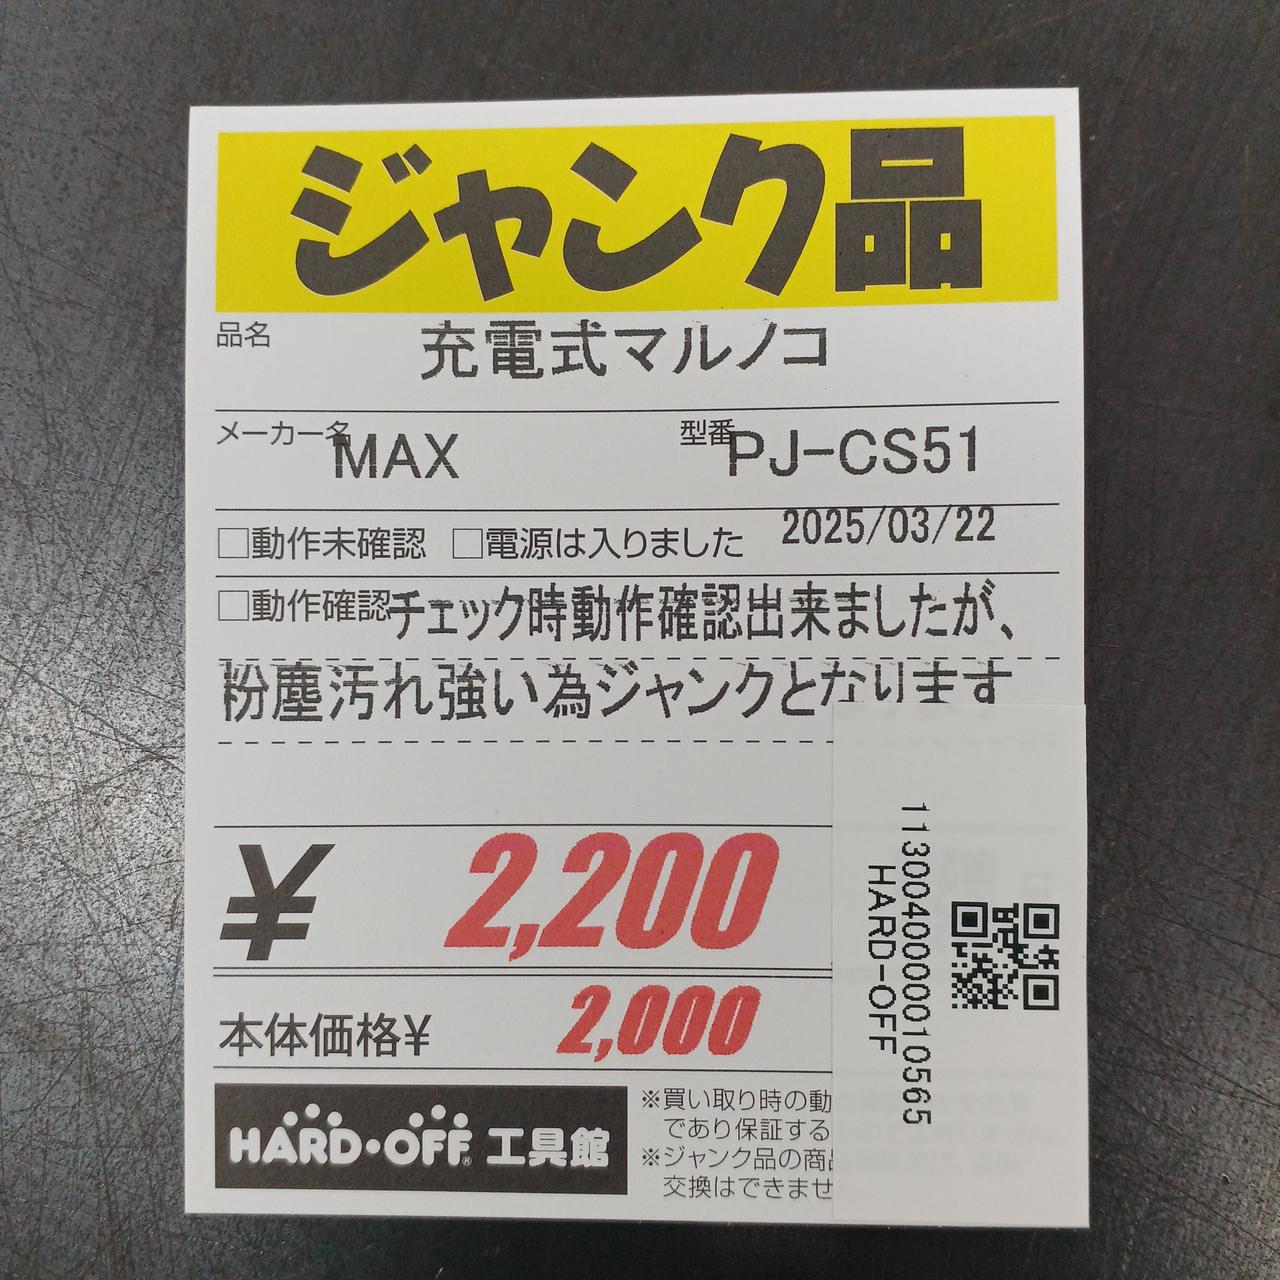 ジャンク品
品名 充電式マルノコ
メーカー名 MAX 型番 PJ-CS51
□動作未確認 □電源は入りました 2025/03/22
□動作確認 チェック時動作確認出来ましたが、
粉塵汚れ強い為ジャンクとなります
¥ 2,200
本体価格¥ 2,000
HARD・OFF® 工具館
※買い取り時の動
であり保証する
※ジャンク品の商品
交換はできませ
1130040000010565
HARD-OFF